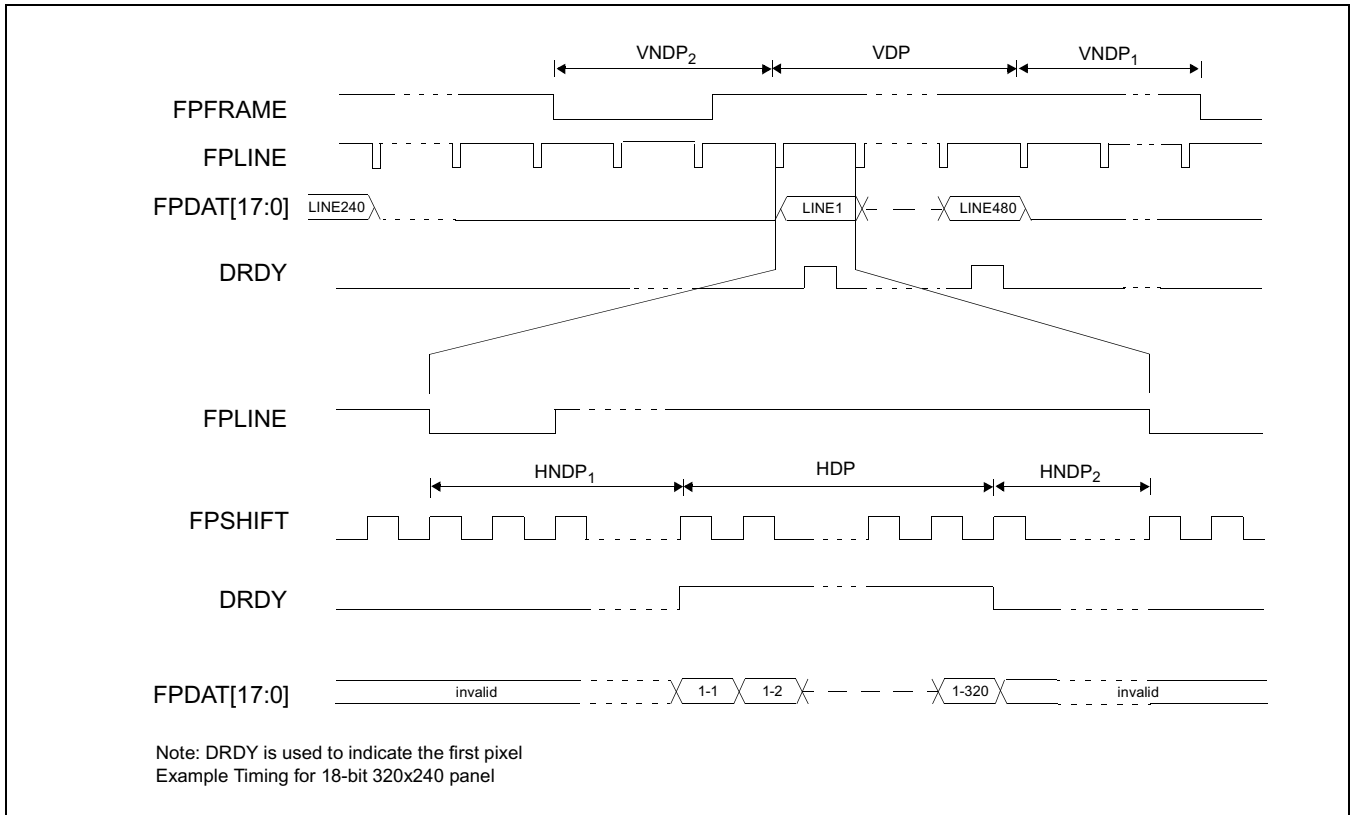 VNDP2 VDP VNDP1
FPFRAME
FPLINE
FPDAT[17:0] LINE240 LINE1 LINE480
DRDY
FPLINE
HNDP1 HDP HNDP2
FPSHIFT
DRDY
FPDAT[17:0] invalid 1-1 1-2 1-320 invalid
Note: DRDY is used to indicate the first pixel
Example Timing for 18-bit 320x240 panel